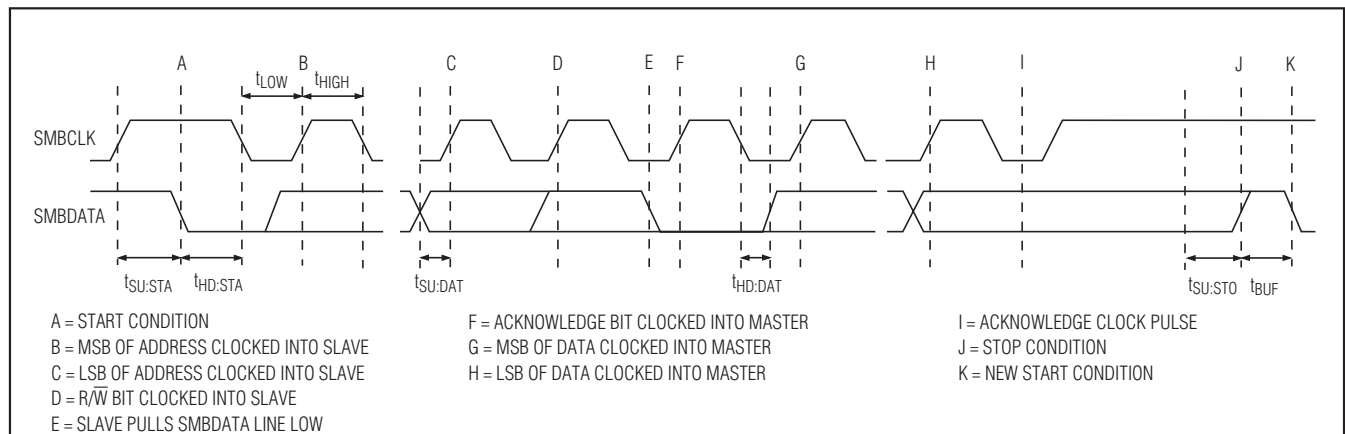 A B C D E F G H I J K
tLOW tHIGH
SMBCLK
SMBDATA
tSU:STA tHD:STA tSU:DAT tHD:DAT tSU:STO tBUF
A = START CONDITION
B = MSB OF ADDRESS CLOCKED INTO SLAVE
C = LSB OF ADDRESS CLOCKED INTO SLAVE
D = R/W̅ BIT CLOCKED INTO SLAVE
E = SLAVE PULLS SMBDATA LINE LOW
F = ACKNOWLEDGE BIT CLOCKED INTO MASTER
G = MSB OF DATA CLOCKED INTO MASTER
H = LSB OF DATA CLOCKED INTO MASTER
I = ACKNOWLEDGE CLOCK PULSE
J = STOP CONDITION
K = NEW START CONDITION